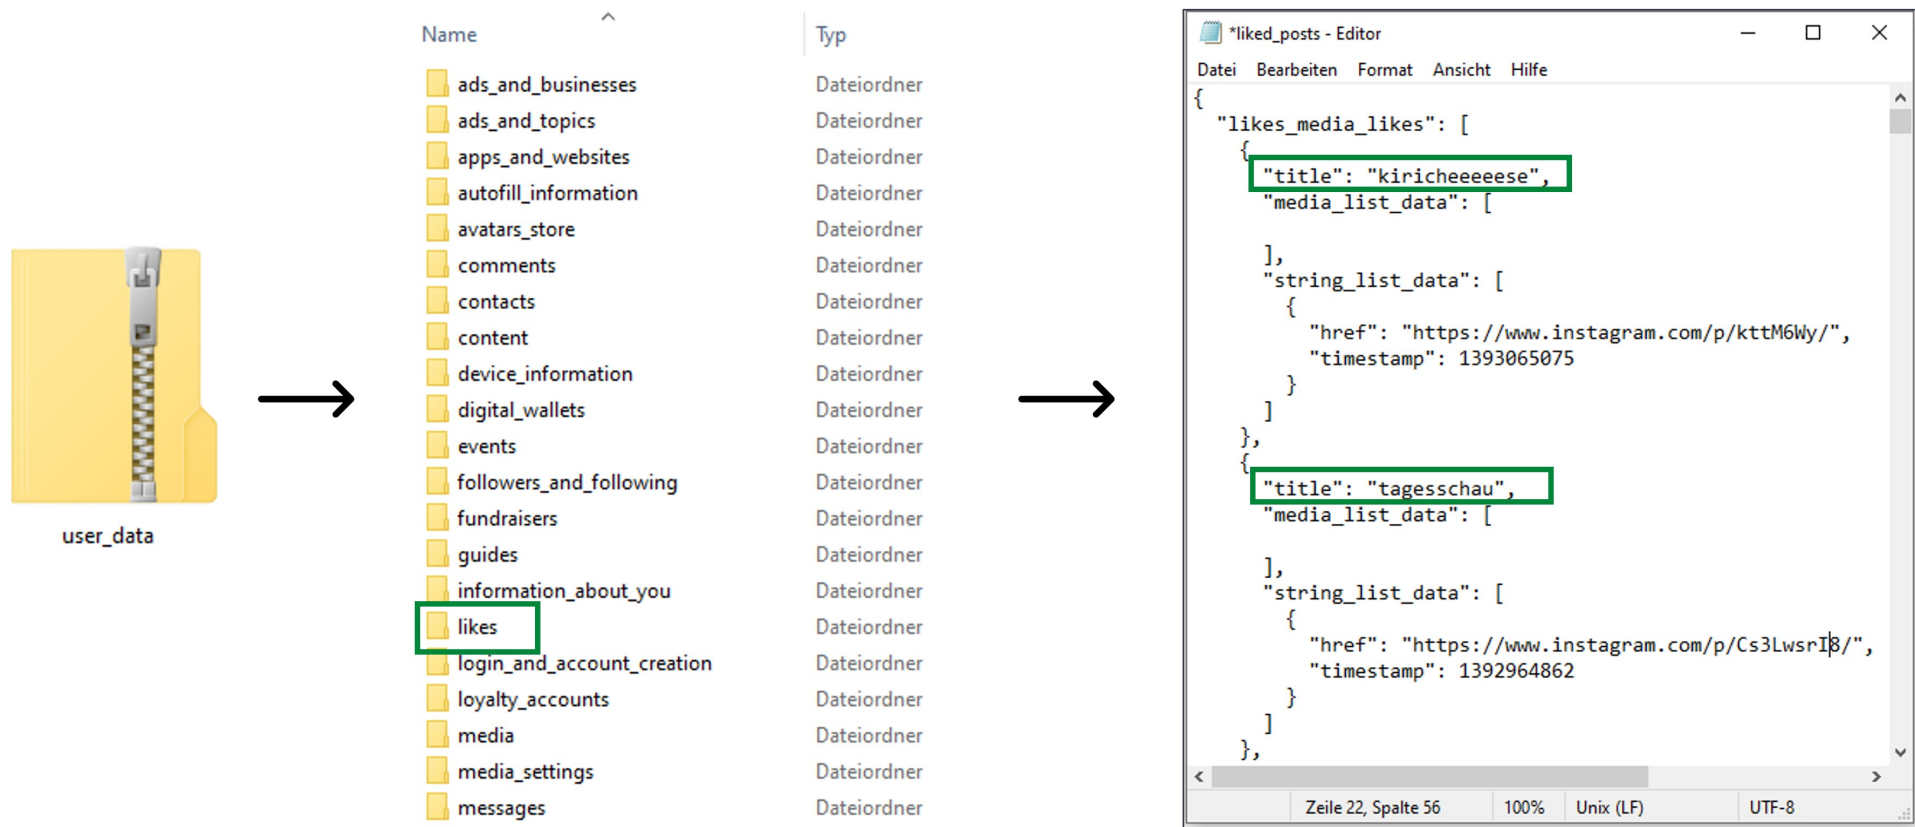 user_data
Name Typ
ads_and_businesses Dateiordner
ads_and_topics Dateiordner
apps_and_websites Dateiordner
autofill_information Dateiordner
avatars_store Dateiordner
comments Dateiordner
contacts Dateiordner
content Dateiordner
device_information Dateiordner
digital_wallets Dateiordner
events Dateiordner
followers_and_following Dateiordner
fundraisers Dateiordner
guides Dateiordner
information_about_you Dateiordner
likes Dateiordner
login_and_account_creation Dateiordner
loyalty_accounts Dateiordner
media Dateiordner
media_settings Dateiordner
messages Dateiordner
*liked_posts - Editor
Datei Bearbeiten Format Ansicht Hilfe
{
"likes_media_likes": [
{
"title": "kiricheeeeese",
"media_list_data": [
],
"string_list_data": [
{
"href": "https://www.instagram.com/p/kttM6Wy/",
"timestamp": 1393065075
}
]
},
{
"title": "tagesschau",
"media_list_data": [
],
"string_list_data": [
{
"href": "https://www.instagram.com/p/Cs3LwsrI8/",
"timestamp": 1392964862
}
]
},
Zeile 22, Spalte 56 100% Unix (LF) UTF-8